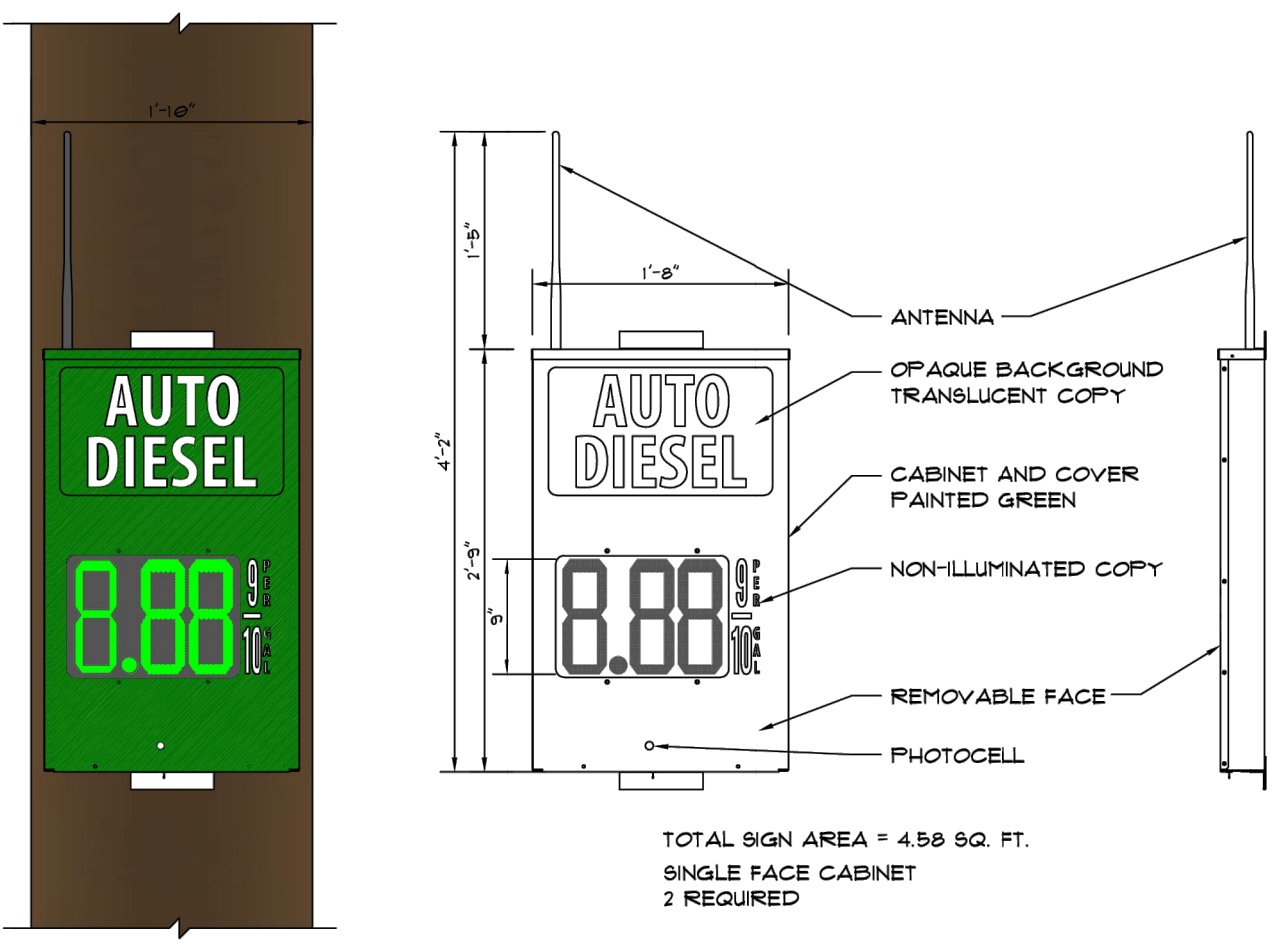 1'-10"
AUTO
DIESEL
8.88
9
10
PER
GAL
4'-2"
1'-5"
1'-8"
2'-9"
9"
AUTO
DIESEL
8.88
9
10
PER
GAL
ANTENNA
OPAQUE BACKGROUND
TRANSLUCENT COPY
CABINET AND COVER
PAINTED GREEN
NON-ILLUMINATED COPY
REMOVABLE FACE
PHOTOCELL
TOTAL SIGN AREA = 4.58 SQ. FT.
SINGLE FACE CABINET
2 REQUIRED